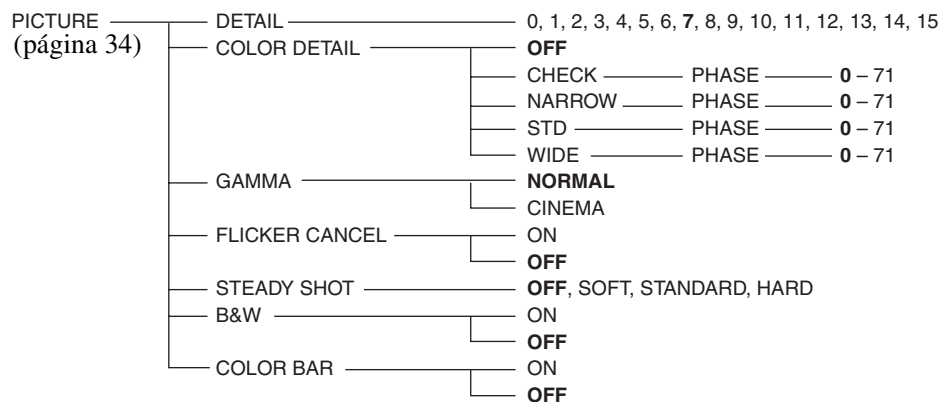 PICTURE DETAIL 0, 1, 2, 3, 4, 5, 6, 7, 8, 9, 10, 11, 12, 13, 14, 15
(página 34) COLOR DETAIL OFF
CHECK PHASE 0 – 71
NARROW PHASE 0 – 71
STD PHASE 0 – 71
WIDE PHASE 0 – 71
GAMMA NORMAL
CINEMA
FLICKER CANCEL ON
OFF
STEADY SHOT OFF, SOFT, STANDARD, HARD
B&W ON
OFF
COLOR BAR ON
OFF